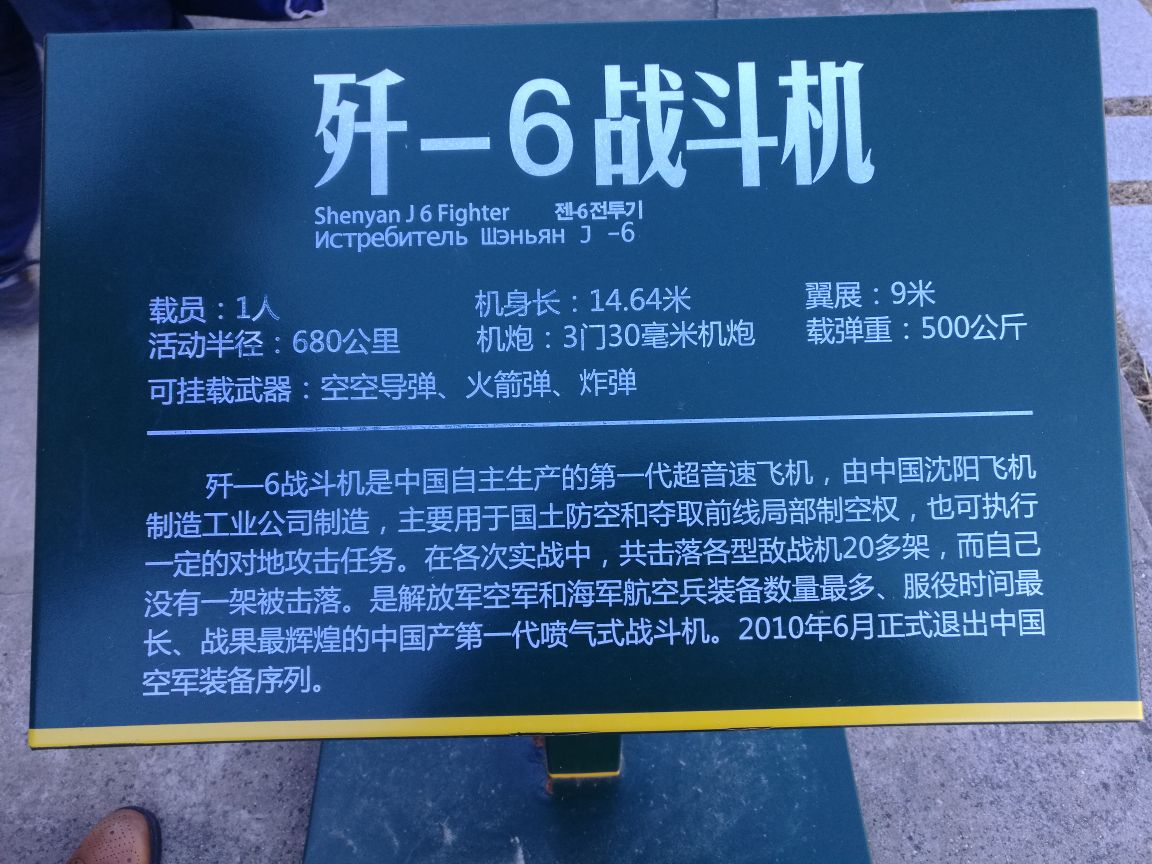 歼—6战斗机
Shenyan J 6 Fighter 젠-6전투기
Истребитель Шэньян J -6
载员：1人 机身长：14.64米 翼展：9米
活动半径：680公里 机炮：3门30毫米机炮 载弹重：500公斤
可挂载武器：空空导弹、火箭弹、炸弹
歼—6战斗机是中国自主生产的第一代超音速飞机，由中国沈阳飞机
制造工业公司制造，主要用于国土防空和夺取前线局部制空权，也可执行
一定的对地攻击任务。在各次实战中，共击落各型敌战机20多架，而自己
没有一架被击落。是解放军空军和海军航空兵装备数量最多、服役时间最
长、战果最辉煌的中国产第一代喷气式战斗机。2010年6月正式退出中国
空军装备序列。